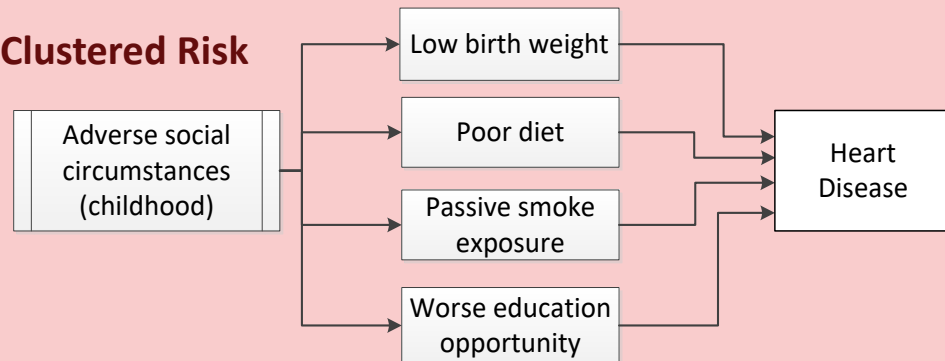 Clustered Risk
Adverse social
circumstances
(childhood)
Low birth weight
Poor diet
Passive smoke
exposure
Worse education
opportunity
Heart
Disease